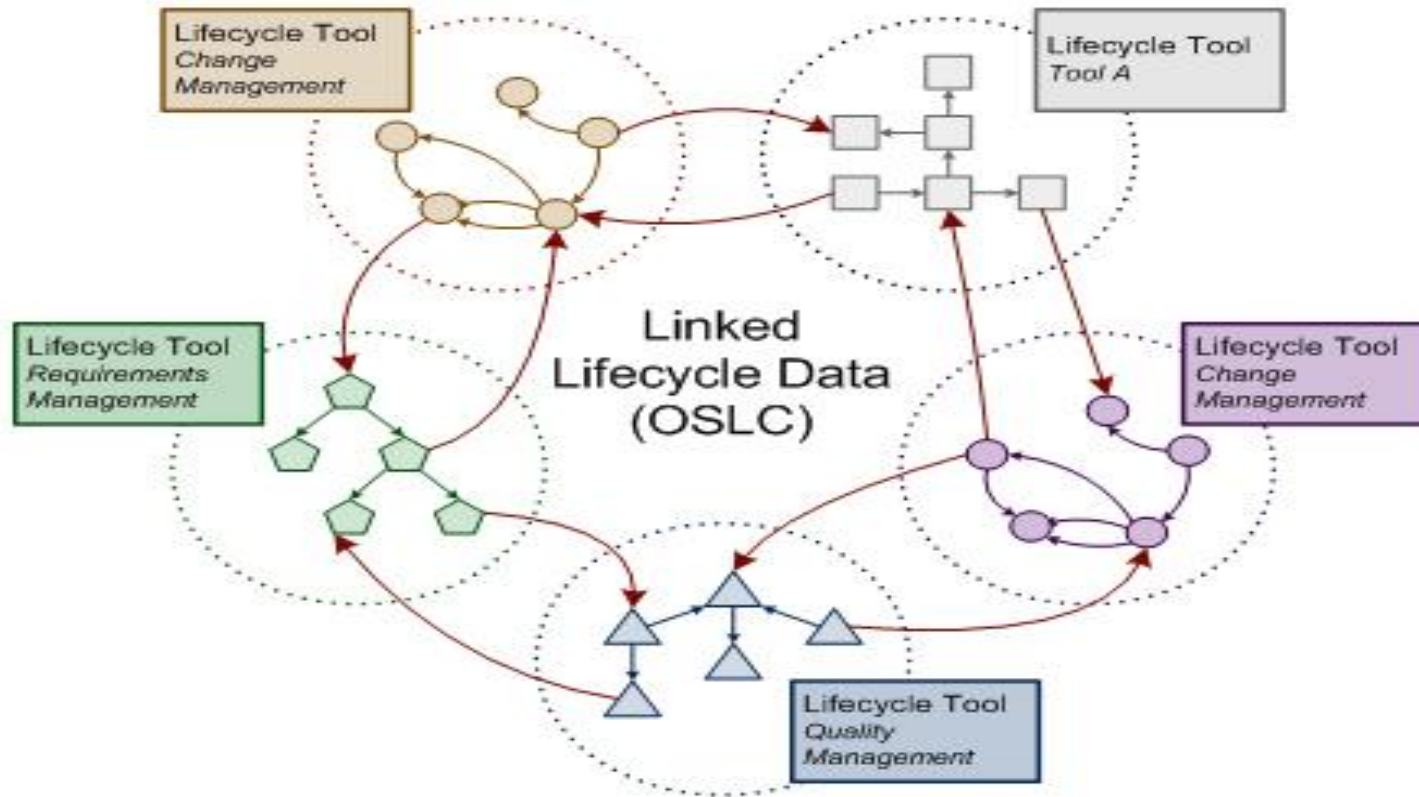 Lifecycle Tool
Change
Management
Lifecycle Tool
Tool A
Linked
Lifecycle Data
(OSLC)
Lifecycle Tool
Requirements
Management
Lifecycle Tool
Change
Management
Lifecycle Tool
Quality
Management